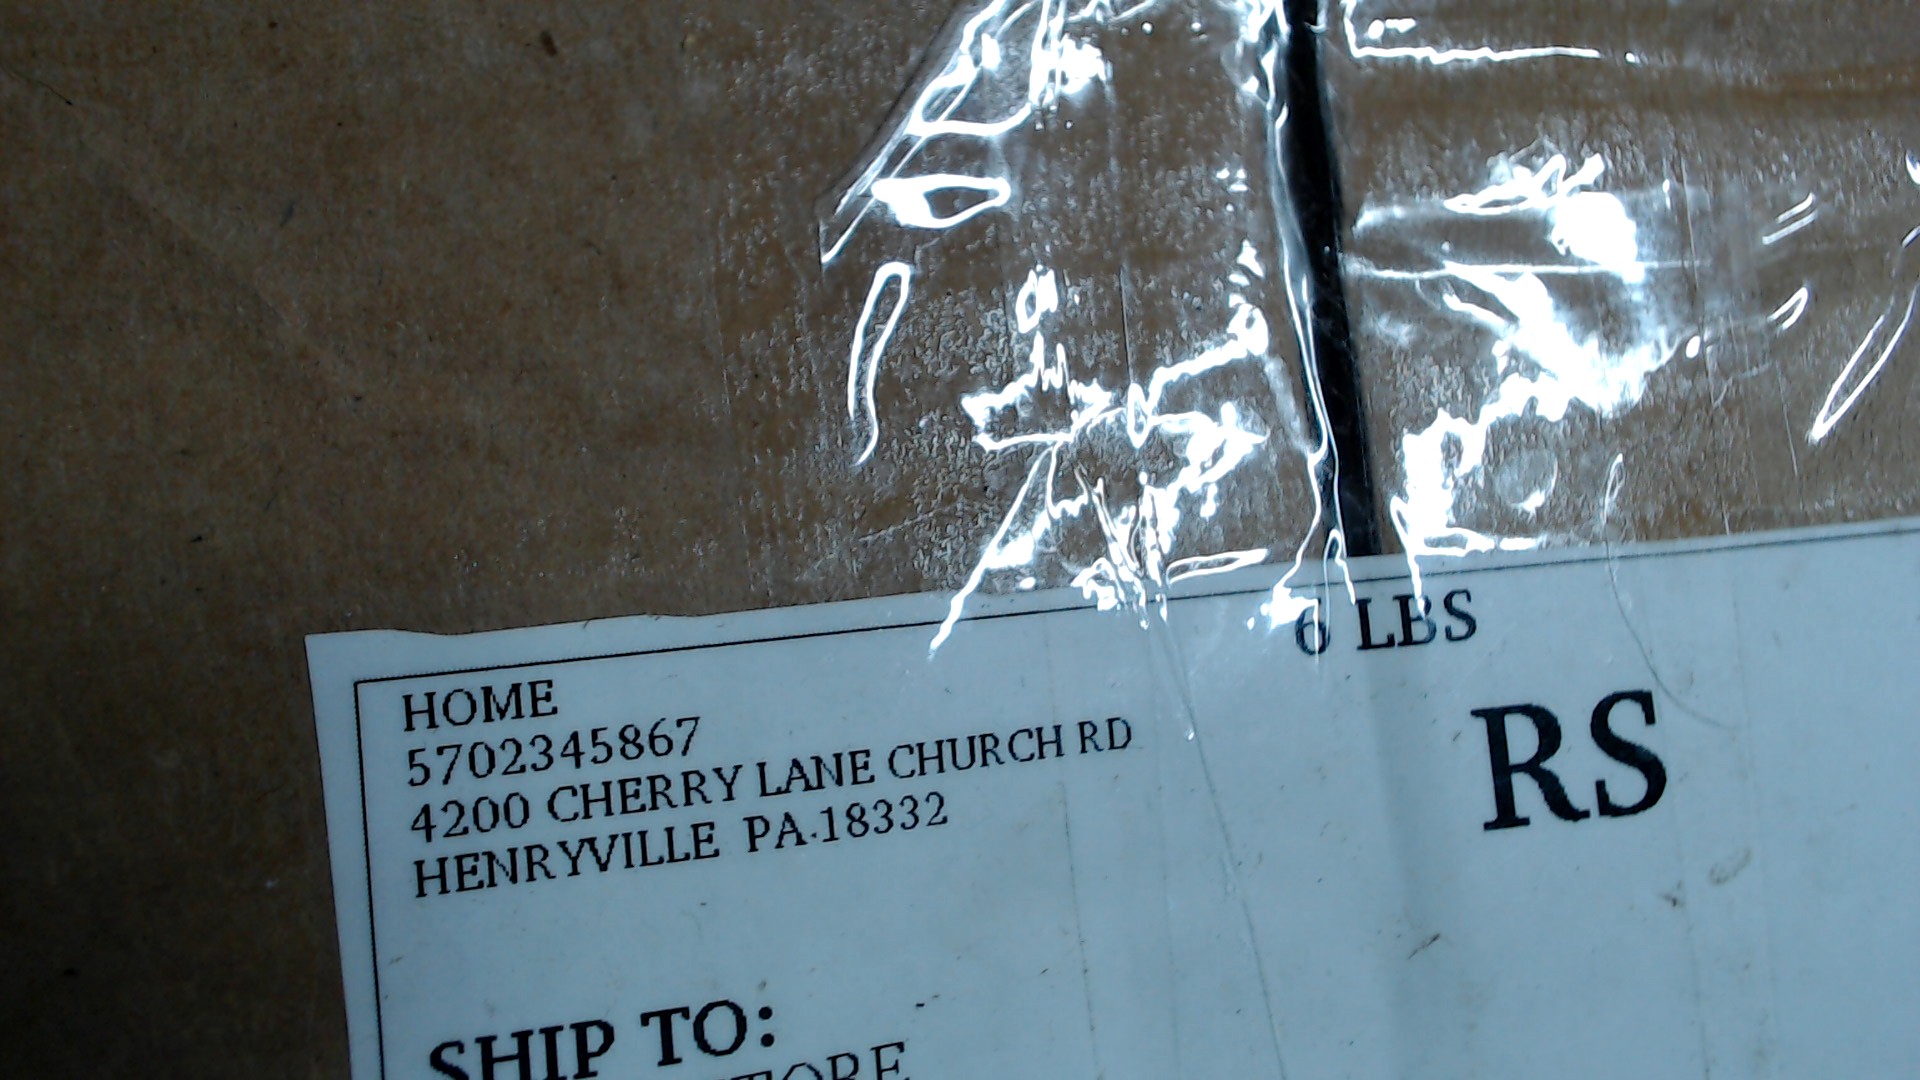 6 LBS
RS
HOME
5702345867
4200 CHERRY LANE CHURCH RD
HENRYVILLE PA 18332
SHIP TO: